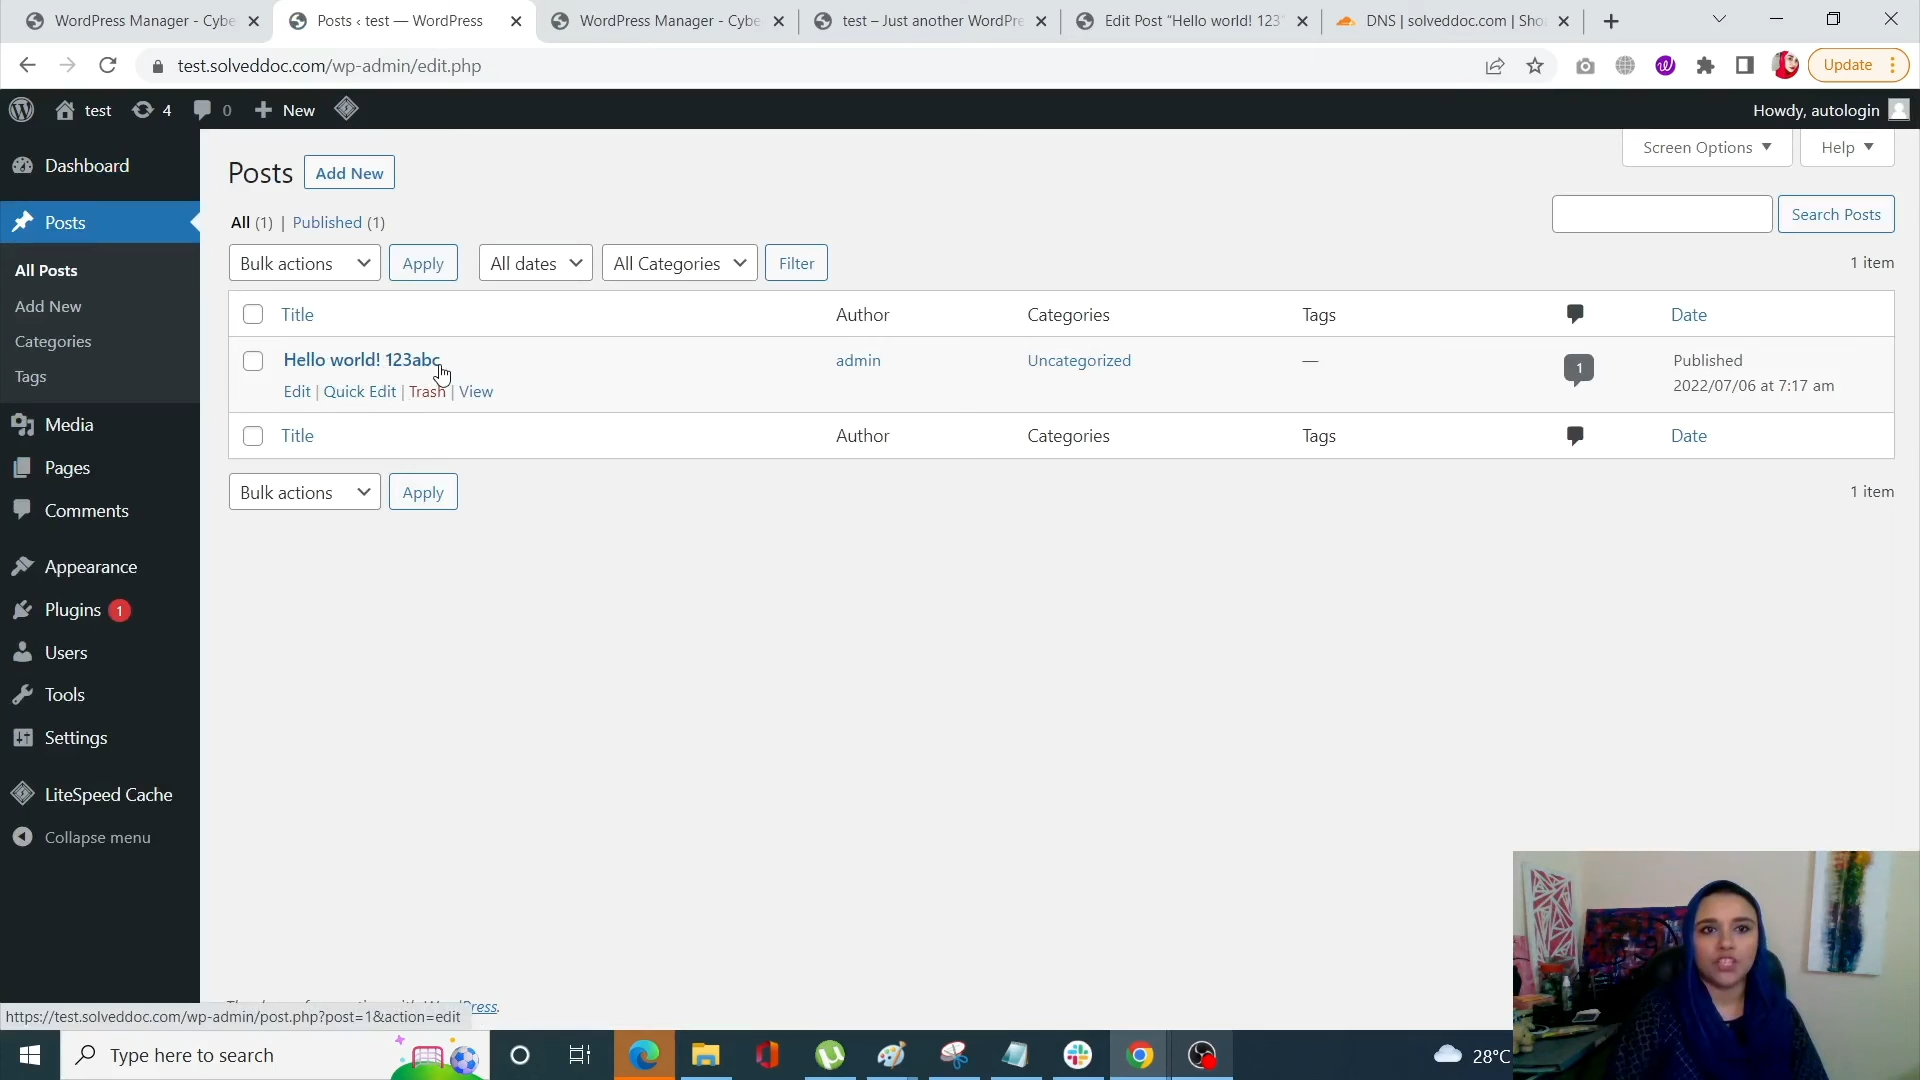 WordPress Manager - Cybe
Posts ‹ test — WordPress
WordPress Manager - Cybe
test – Just another WordPre
Edit Post "Hello world! 123"
DNS | solveddoc.com | Sho
test.solveddoc.com/wp-admin/edit.php
Update
test
4
0
New
Howdy, autologin
Dashboard
Posts
All Posts
Add New
Categories
Tags
Media
Pages
Comments
Appearance
Plugins 1
Users
Tools
Settings
LiteSpeed Cache
Collapse menu
Screen Options
Help
Posts Add New
All (1) | Published (1)
Search Posts
Bulk actions Apply All dates All Categories Filter 1 item
Title Author Categories Tags Date
Hello world! 123abc admin Uncategorized — 1 Published
Edit | Quick Edit | Trash | View 2022/07/06 at 7:17 am
Title Author Categories Tags Date
Bulk actions Apply 1 item
https://test.solveddoc.com/wp-admin/post.php?post=1&action=edit
Type here to search
28°C